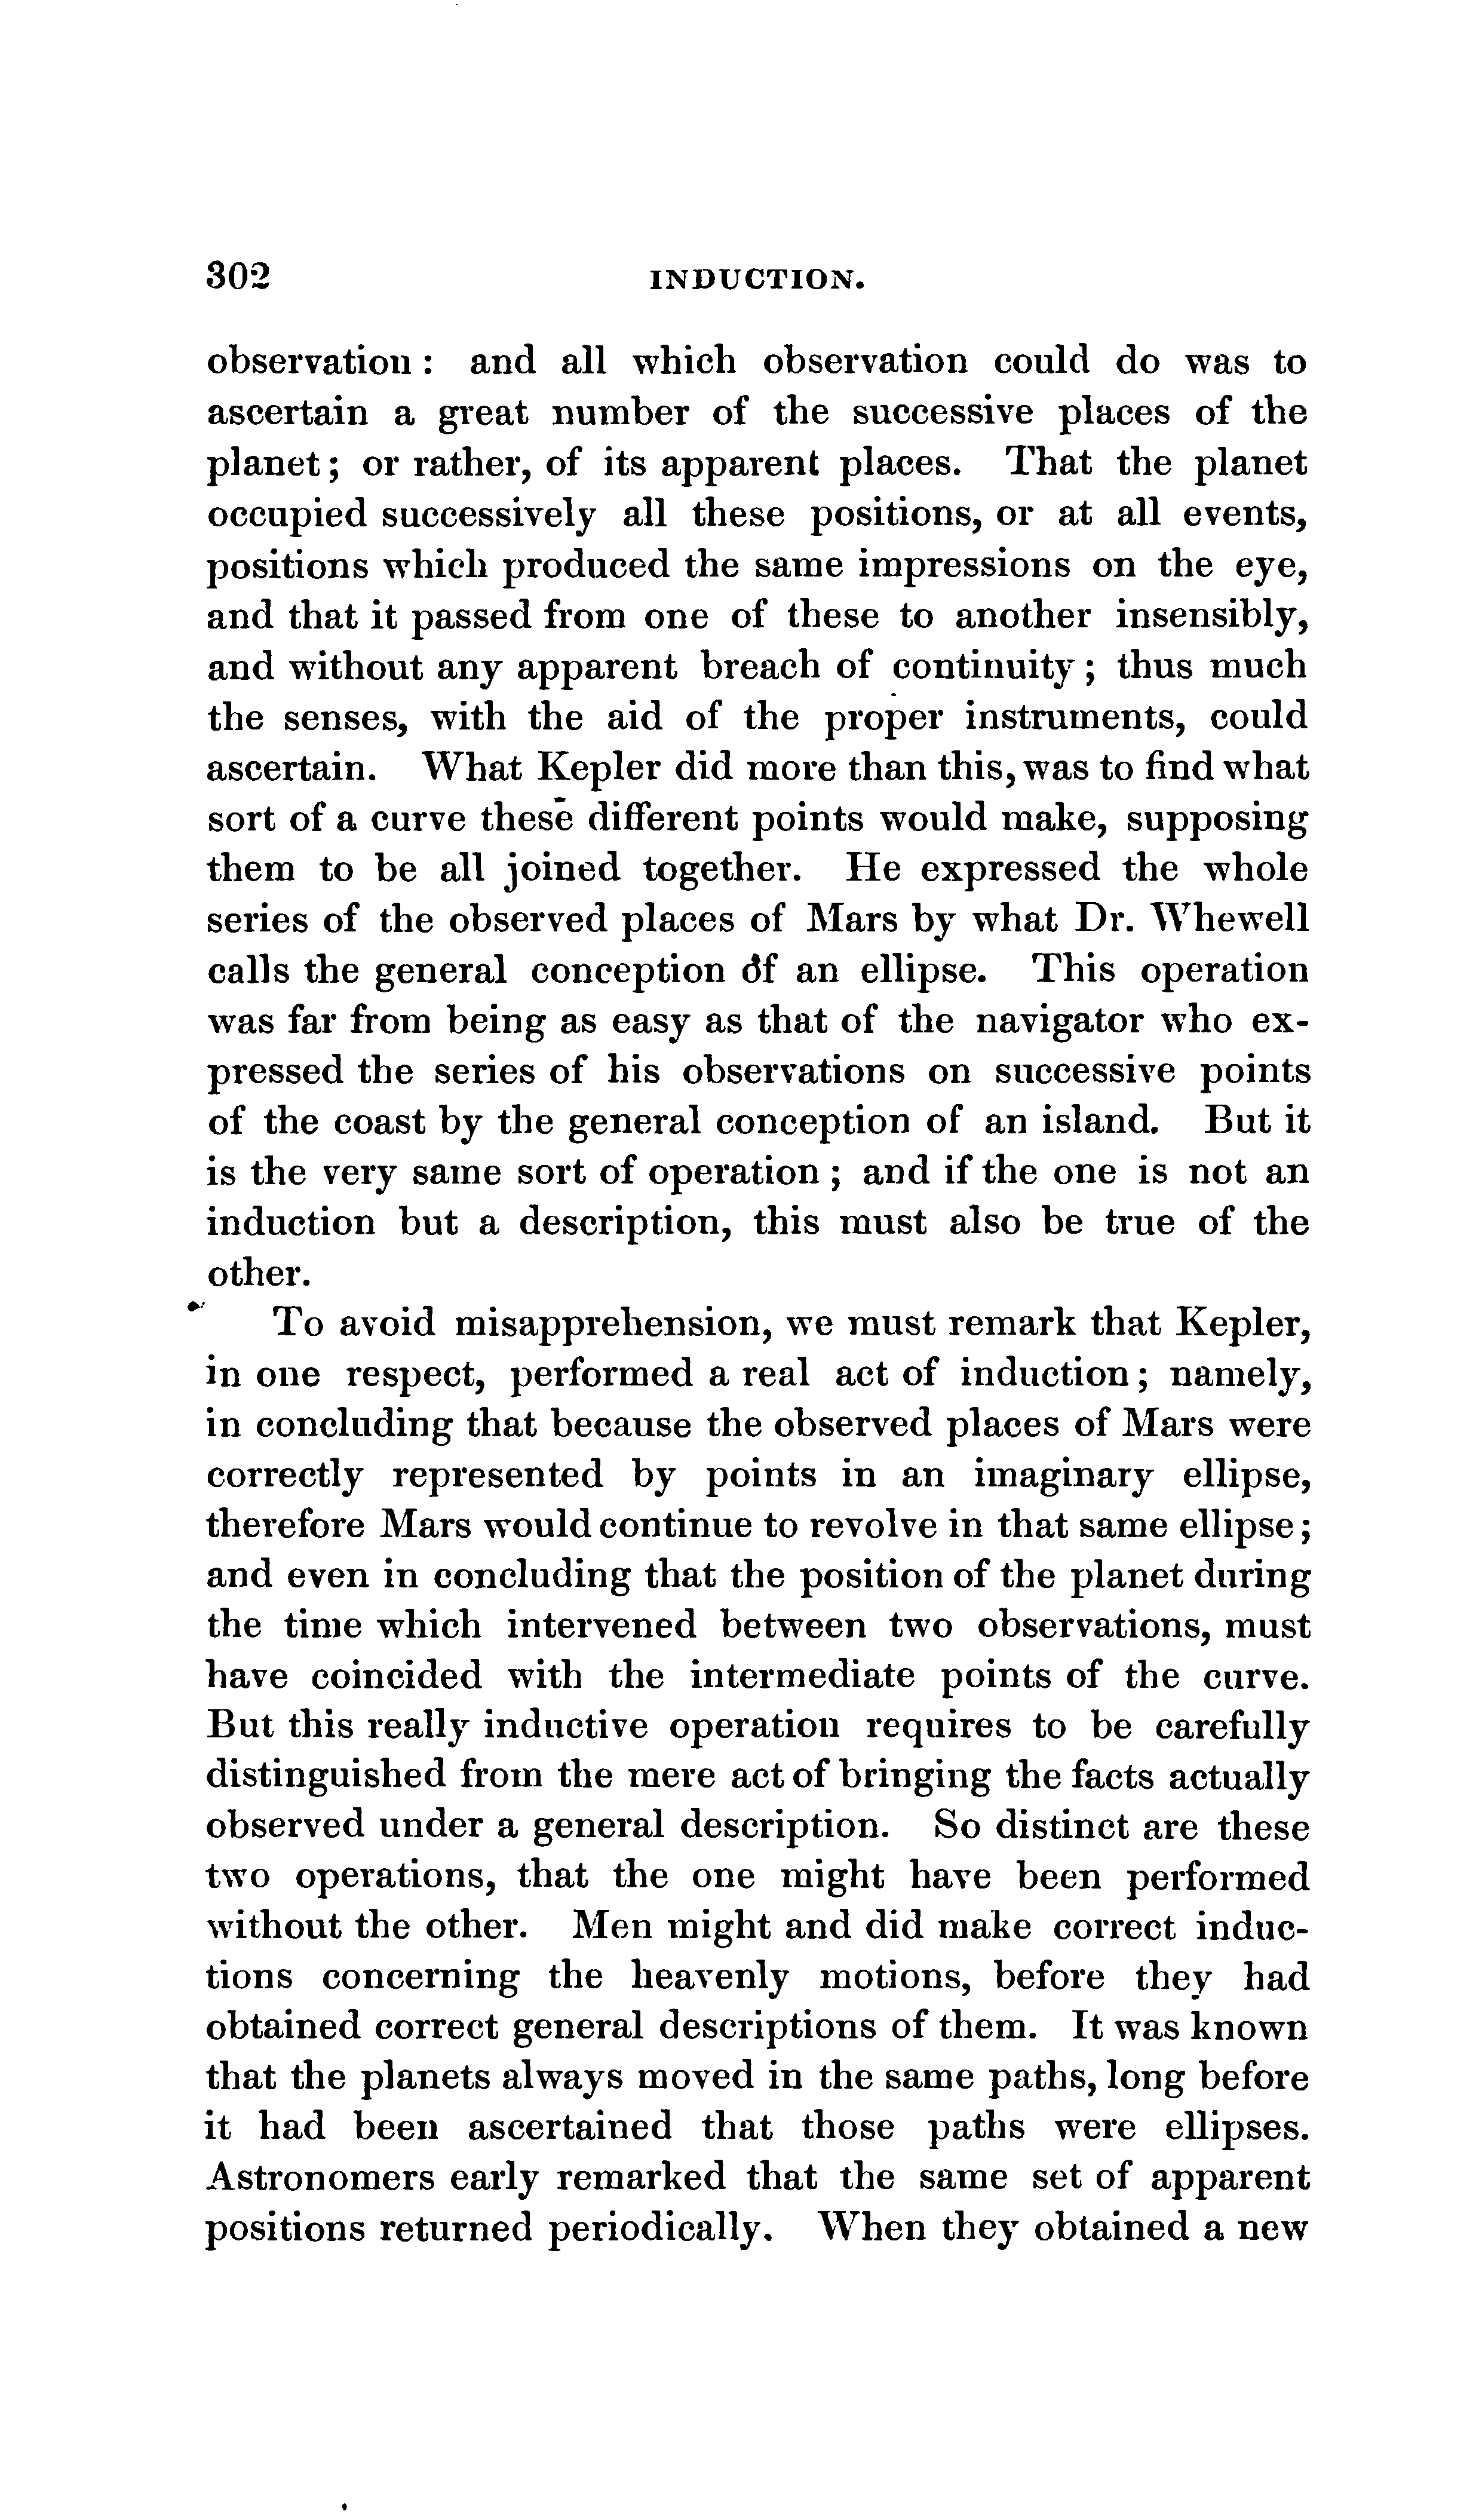 302 INDUCTION.
observation: and all which observation could do was to
ascertain a great number of the successive places of the
planet; or rather, of its apparent places. That the planet
occupied successively all these positions, or at all events,
positions which produced the same impressions on the eye,
and that it passed from one of these to another insensibly,
and without any apparent breach of continuity; thus much
the senses, with the aid of the proper instruments, could
ascertain. What Kepler did more than this, was to find what
sort of a curve these different points would make, supposing
them to be all joined together. He expressed the whole
series of the observed places of Mars by what Dr. Whewell
calls the general conception of an ellipse. This operation
was far from being as easy as that of the navigator who ex-
pressed the series of his observations on successive points
of the coast by the general conception of an island. But it
is the very same sort of operation; and if the one is not an
induction but a description, this must also be true of the
other.
To avoid misapprehension, we must remark that Kepler,
in one respect, performed a real act of induction; namely,
in concluding that because the observed places of Mars were
correctly represented by points in an imaginary ellipse,
therefore Mars would continue to revolve in that same ellipse;
and even in concluding that the position of the planet during
the time which intervened between two observations, must
have coincided with the intermediate points of the curve.
But this really inductive operation requires to be carefully
distinguished from the mere act of bringing the facts actually
observed under a general description. So distinct are these
two operations, that the one might have been performed
without the other. Men might and did make correct induc-
tions concerning the heavenly motions, before they had
obtained correct general descriptions of them. It was known
that the planets always moved in the same paths, long before
it had been ascertained that those paths were ellipses.
Astronomers early remarked that the same set of apparent
positions returned periodically. When they obtained a new